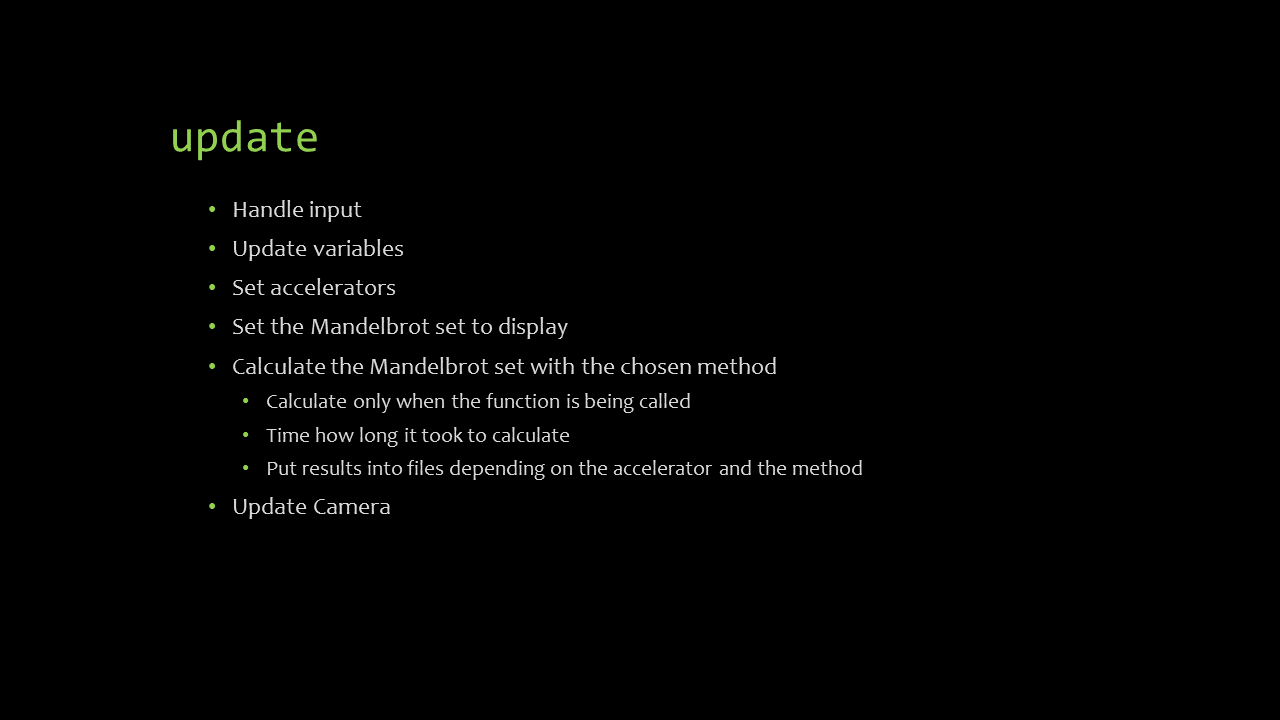 update
• Handle input
• Update variables
• Set accelerators
• Set the Mandelbrot set to display
• Calculate the Mandelbrot set with the chosen method
• Calculate only when the function is being called
• Time how long it took to calculate
• Put results into files depending on the accelerator and the method
• Update Camera